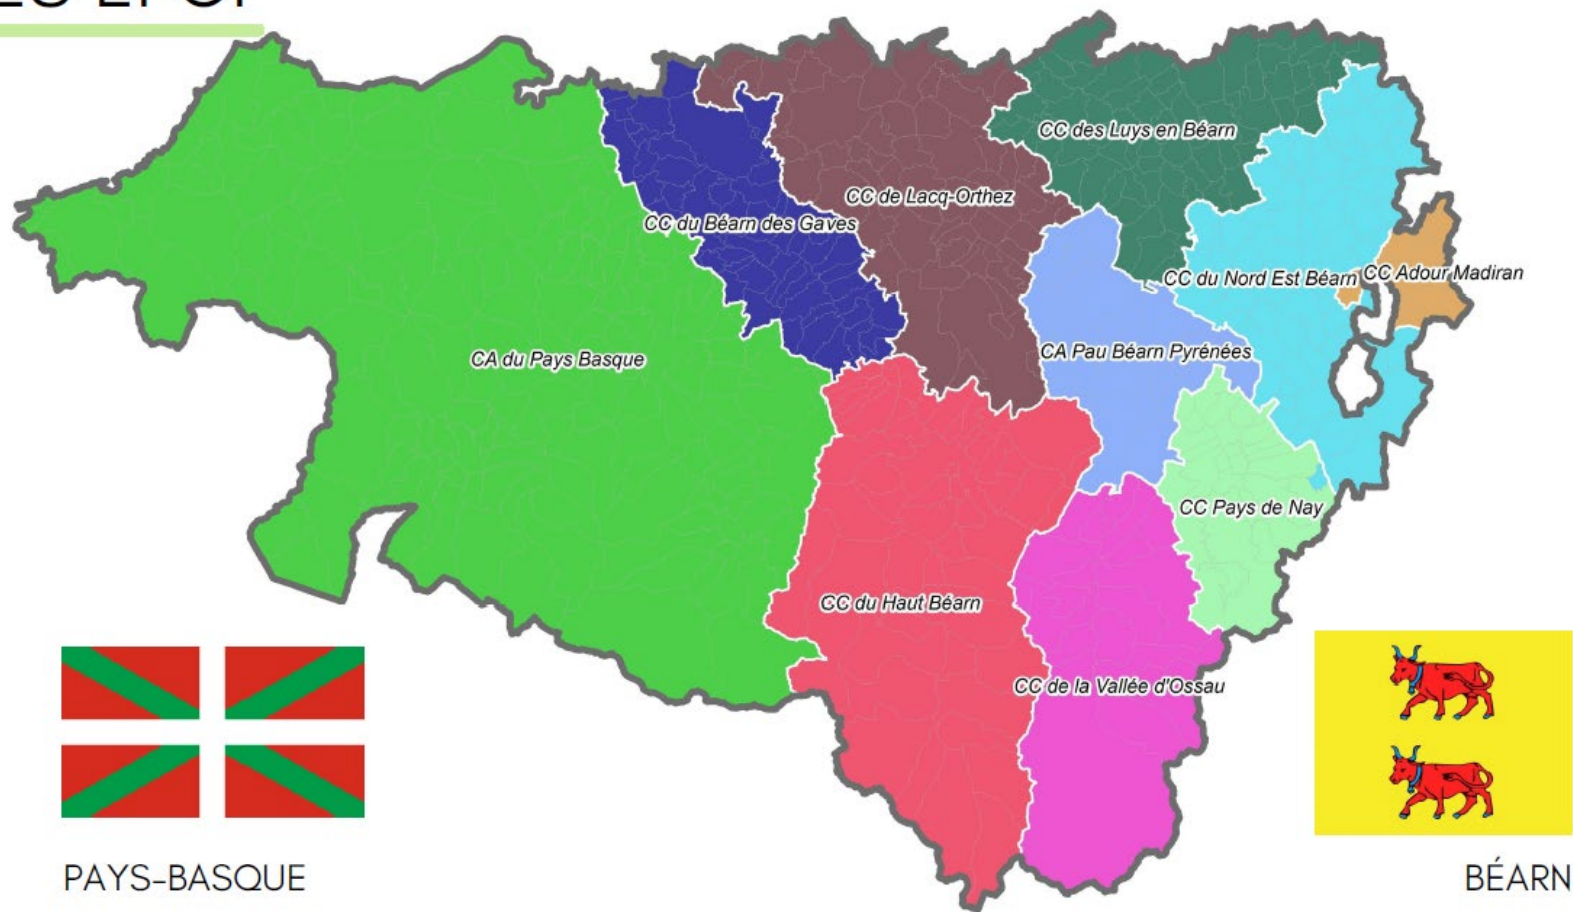 CC des Luys en Béarn
CC de Lacq-Orthez
CC du Béarn des Gaves
CC du Nord Est Béarn
CC Adour Madiran
CA du Pays Basque
CA Pau Béarn Pyrénées
CC Pays de Nay
CC du Haut Béarn
CC de la Vallée d'Ossau
PAYS-BASQUE
BÉARN